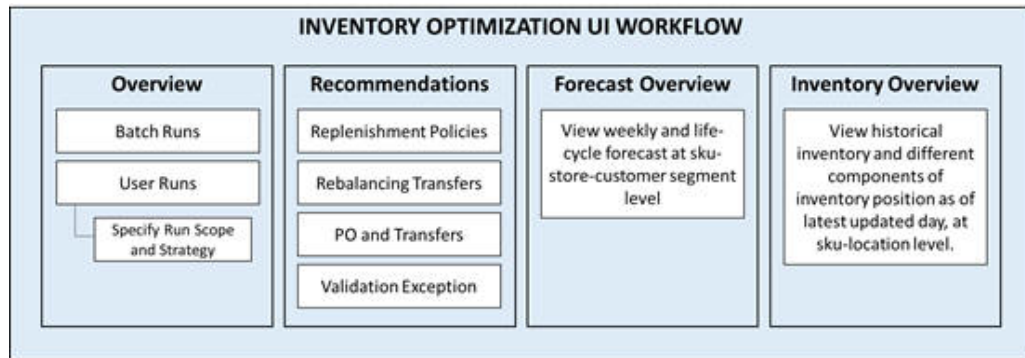 INVENTORY OPTIMIZATION UI WORKFLOW
Overview
Batch Runs
User Runs
Specify Run Scope
and Strategy
Recommendations
Replenishment Policies
Rebalancing Transfers
PO and Transfers
Validation Exception
Forecast Overview
View weekly and life-
cycle forecast at sku-
store-customer segment
level
Inventory Overview
View historical
inventory and different
components of
inventory position as of
latest updated day, at
sku-location level.